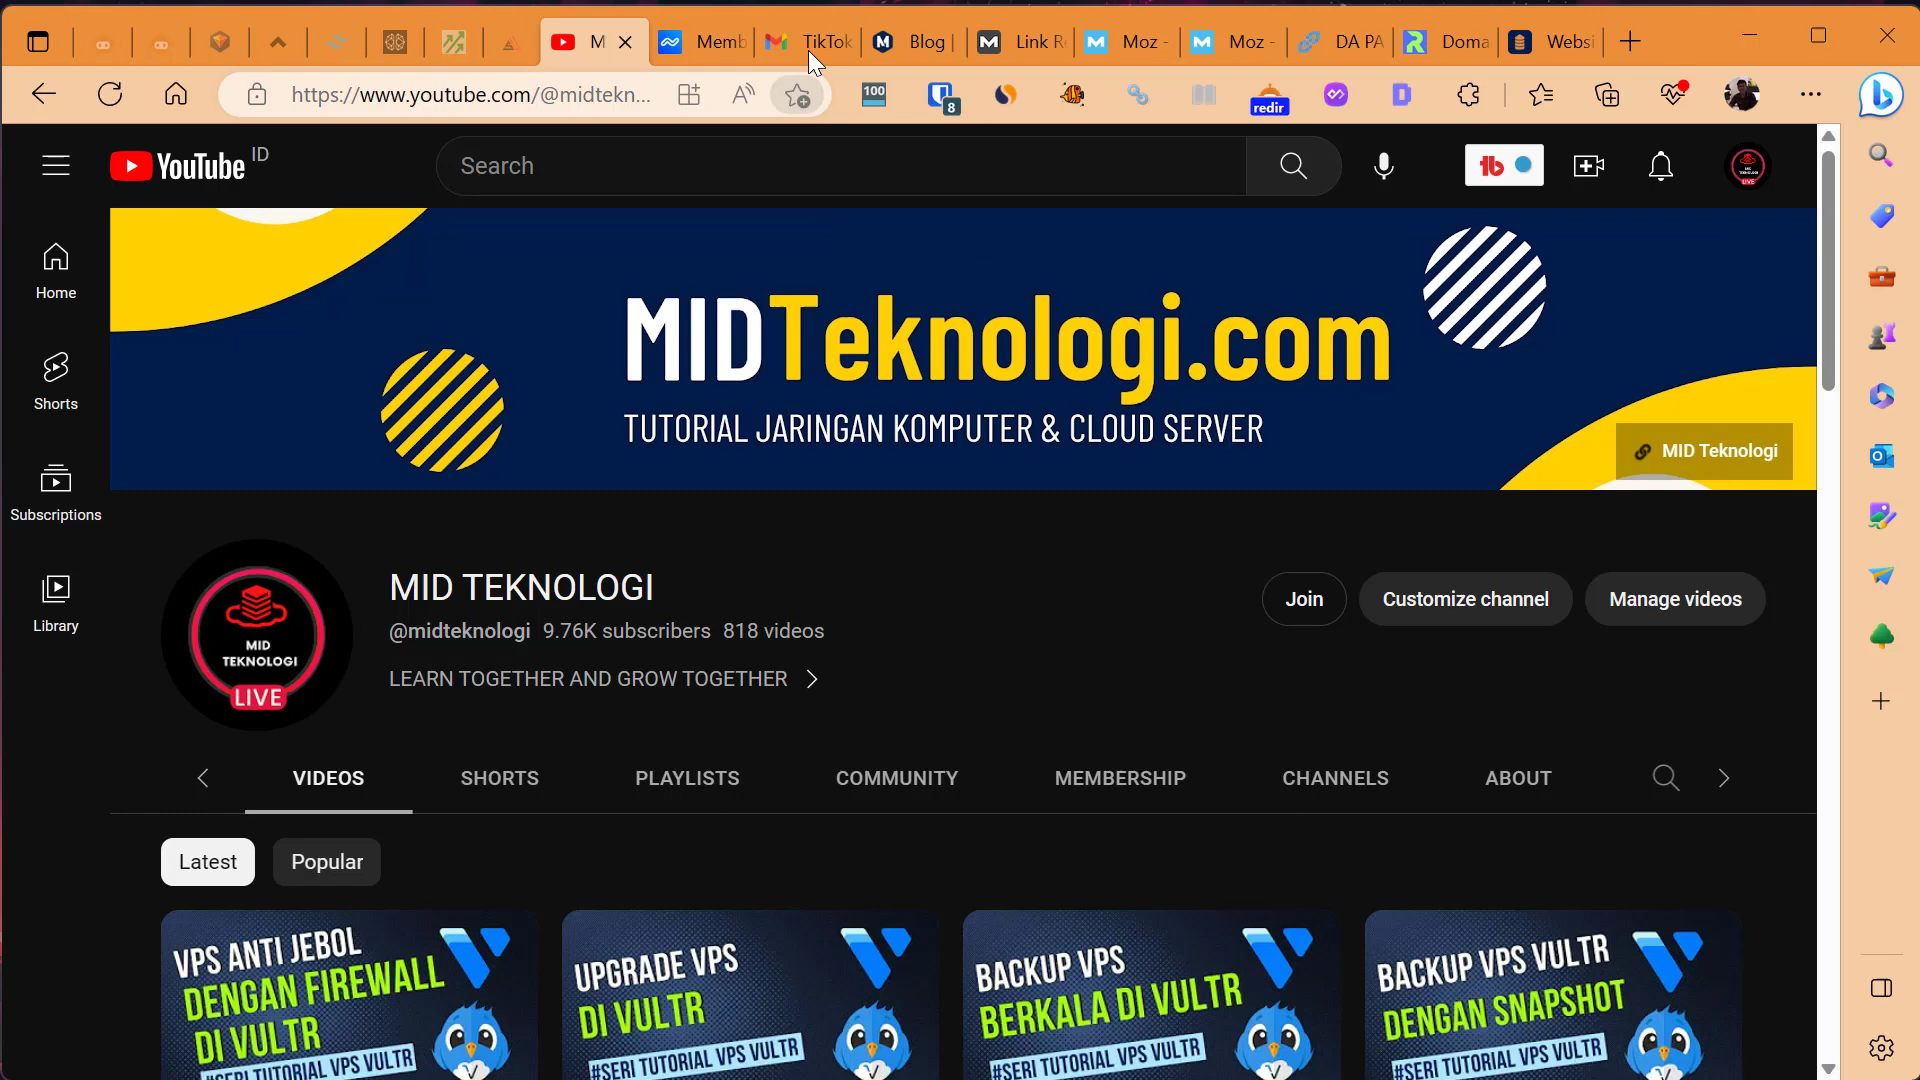 M
Memb
TikTok
Blog |
Link R
Moz -
Moz -
DA PA
Doma
Websi
https://www.youtube.com/@midtekn...
100
8
redir
YouTube ID
Search
Home
Shorts
Subscriptions
Library
MIDTeknologi.com
TUTORIAL JARINGAN KOMPUTER & CLOUD SERVER
MID Teknologi
MID
TEKNOLOGI
LIVE
MID TEKNOLOGI
@midteknologi 9.76K subscribers 818 videos
LEARN TOGETHER AND GROW TOGETHER
Join
Customize channel
Manage videos
VIDEOS
SHORTS
PLAYLISTS
COMMUNITY
MEMBERSHIP
CHANNELS
ABOUT
Latest
Popular
VPS ANTI JEBOL
DENGAN FIREWALL
DI VULTR
#SERI TUTORIAL VPS VULTR
UPGRADE VPS
DI VULTR
#SERI TUTORIAL VPS VULTR
BACKUP VPS
BERKALA DI VULTR
#SERI TUTORIAL VPS VULTR
BACKUP VPS VULTR
DENGAN SNAPSHOT
#SERI TUTORIAL VPS VULTR